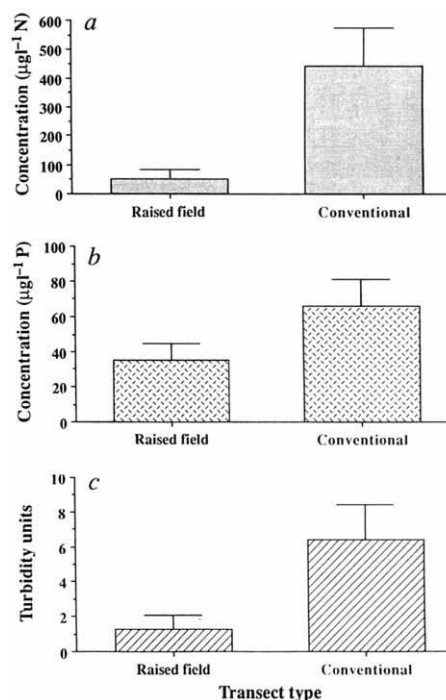 a
Concentration (µgl⁻¹ N)
600
500
400
300
200
100
0
Raised field
Conventional
b
Concentration (µgl⁻¹ P)
100
80
60
40
20
0
Raised field
Conventional
c
Turbidity units
10
8
6
4
2
0
Raised field
Conventional
Transect type